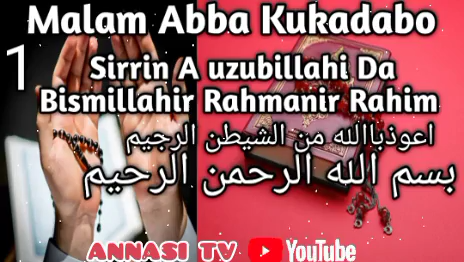 Malam Abba Kukadabo
1
Sirrin A uzubillahi Da
Bismillahir Rahmanir Rahim
اعوذباالله من الشيطن الرجيم
بسم الله الرحمن الرحيم
ANNASI TV YouTube